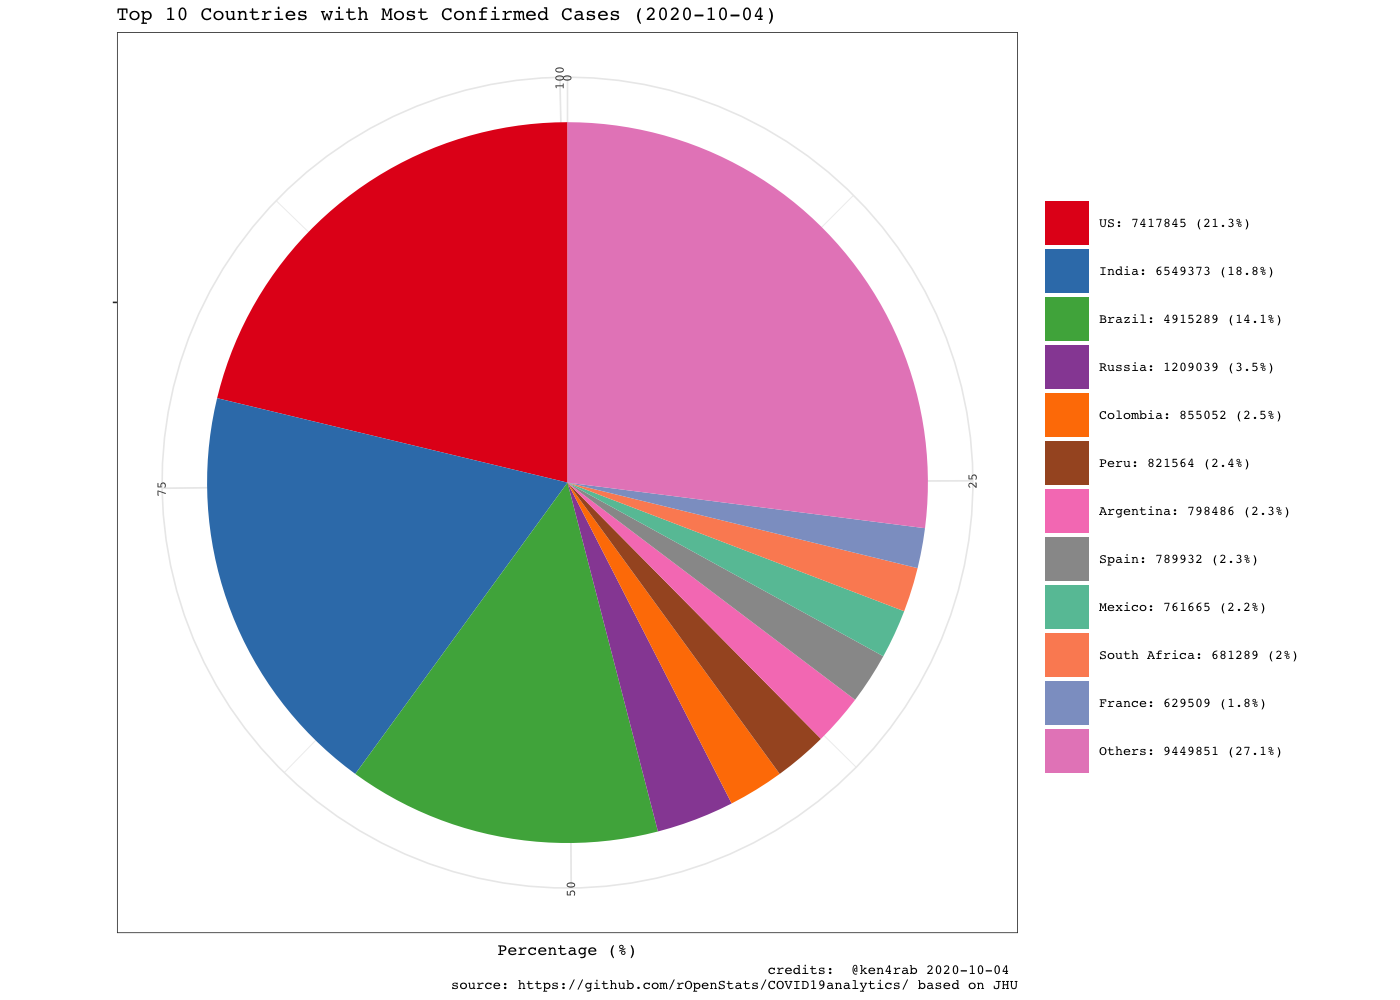 Top 10 Countries with Most Confirmed Cases (2020-10-04)
100
0
25
75
50
US: 7417845 (21.3%)
India: 6549373 (18.8%)
Brazil: 4915289 (14.1%)
Russia: 1209039 (3.5%)
Colombia: 855052 (2.5%)
Peru: 821564 (2.4%)
Argentina: 798486 (2.3%)
Spain: 789932 (2.3%)
Mexico: 761665 (2.2%)
South Africa: 681289 (2%)
France: 629509 (1.8%)
Others: 9449851 (27.1%)
Percentage (%)
credits:  @ken4rab 2020-10-04
source: https://github.com/rOpenStats/COVID19analytics/ based on JHU